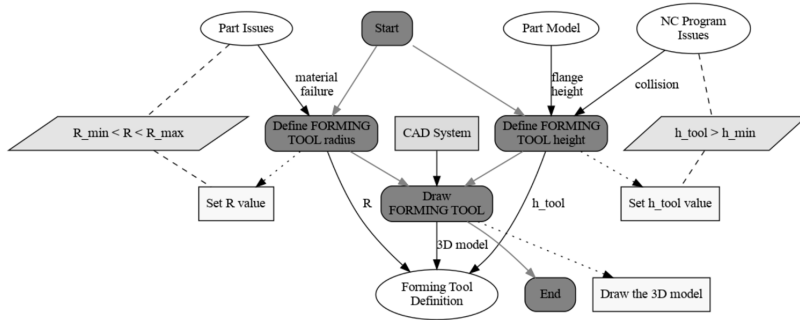 Part Issues
Start
Part Model
NC Program
Issues
material
failure
flange
height
collision
R_min < R < R_max
Define FORMING
TOOL radius
CAD System
Define FORMING
TOOL height
h_tool > h_min
Set R value
R
Draw
FORMING TOOL
h_tool
Set h_tool value
3D model
Forming Tool
Definition
End
Draw the 3D model